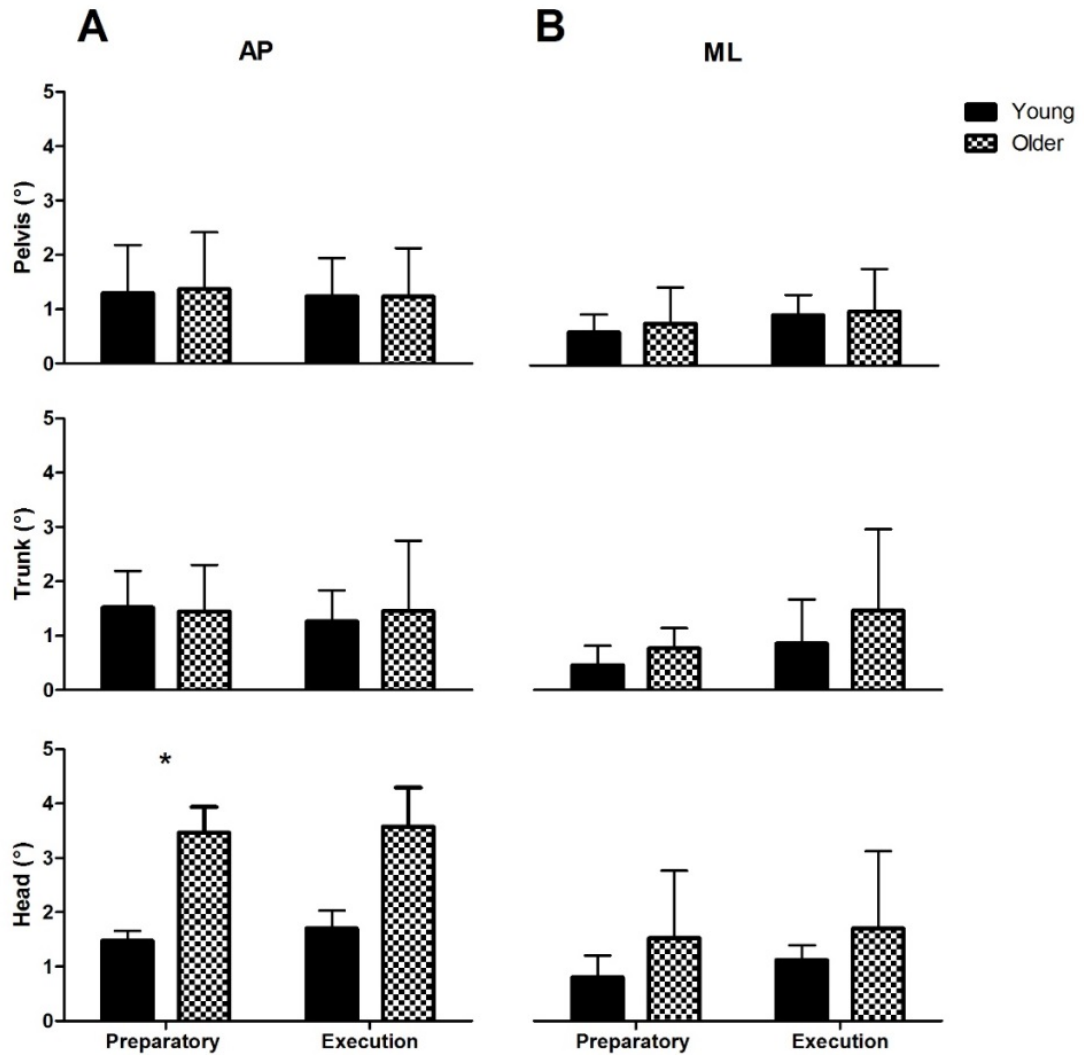 A
AP
B
ML
Young
Older
Pelvis (°)
5
4
3
2
1
0
Trunk (°)
5
4
3
2
1
0
Head (°)
5
4
3
2
1
0
*
Preparatory Execution
Preparatory Execution